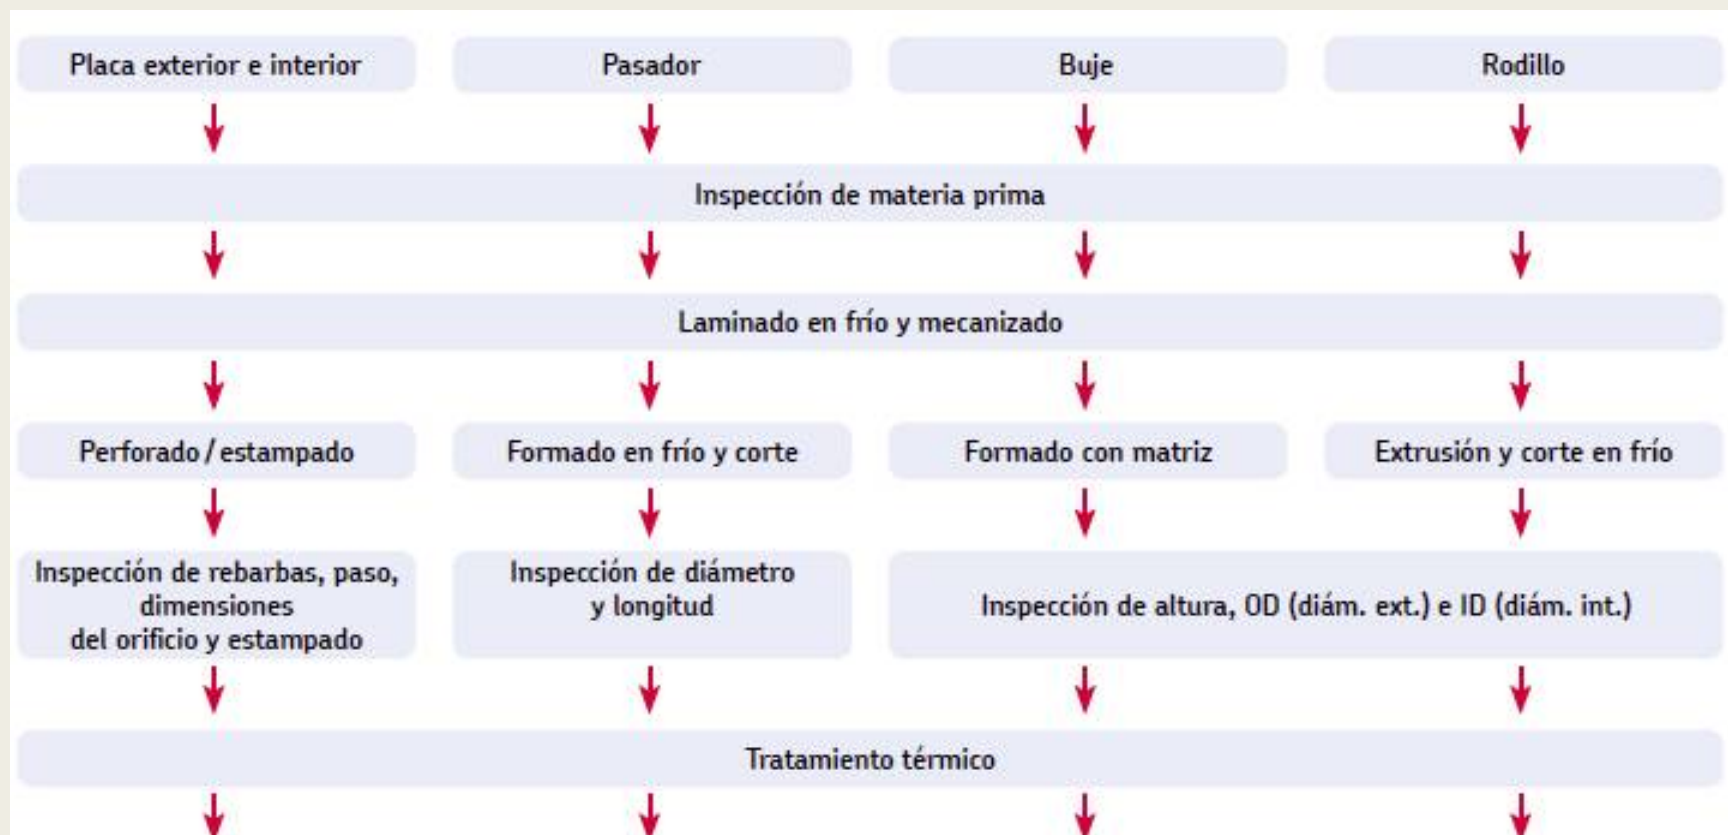 Placa exterior e interior
Pasador
Buje
Rodillo
Inspección de materia prima
Laminado en frío y mecanizado
Perforado / estampado
Formado en frío y corte
Formado con matriz
Extrusión y corte en frío
Inspección de rebarbas, paso,
dimensiones
del orificio y estampado
Inspección de diámetro
y longitud
Inspección de altura, OD (diám. ext.) e ID (diám. int.)
Tratamiento térmico